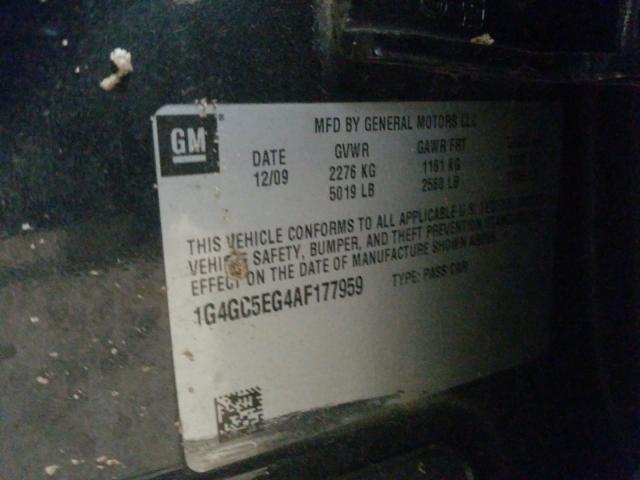 GM
MFD BY GENERAL MOTORS LLC
DATE GVWR GAWR FRT
12/09 2276 KG 1161 KG
5019 LB 2560 LB
THIS VEHICLE CONFORMS TO ALL APPLICABLE U.S. FEDERAL
VEHICLE SAFETY, BUMPER, AND THEFT PREVENTION STANDARDS
EFFECT ON THE DATE OF MANUFACTURE SHOWN ABOVE.
1G4GC5EG4AF177959 TYPE: PASS CAR